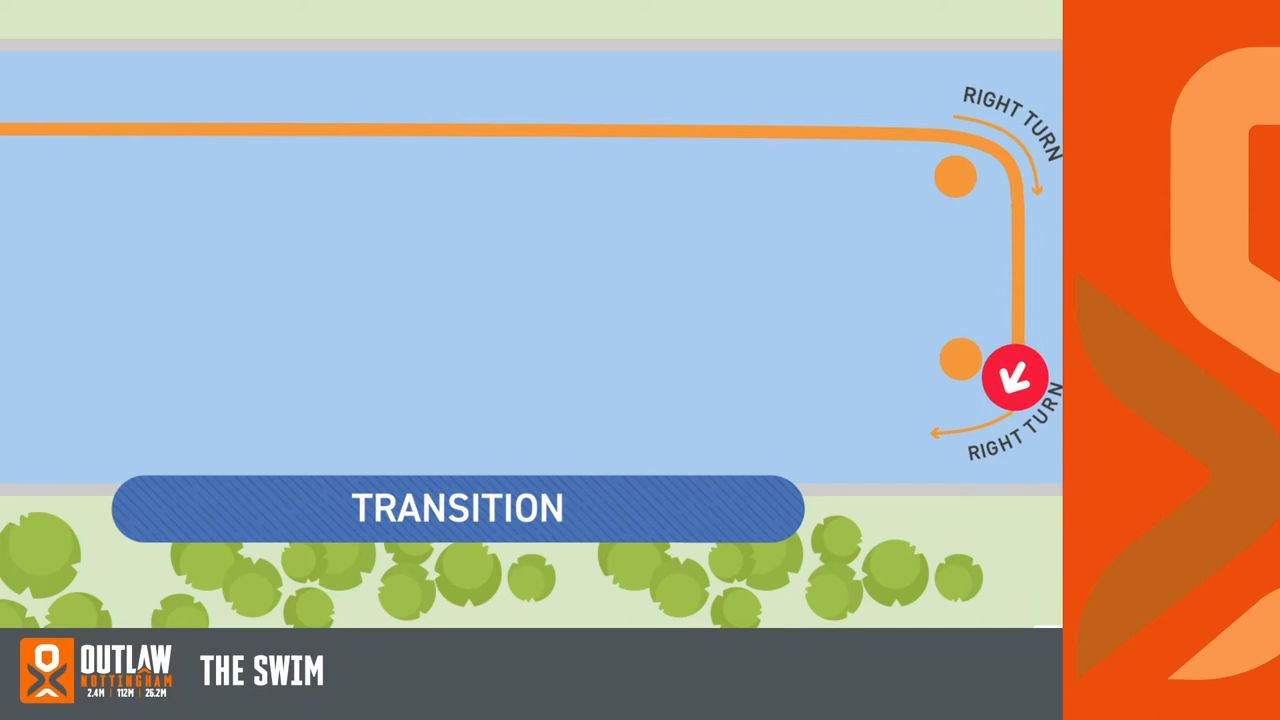 RIGHT TURN
RIGHT TURN
TRANSITION
OUTLAW
NOTTINGHAM
2.4M | 112M | 26.2M
THE SWIM